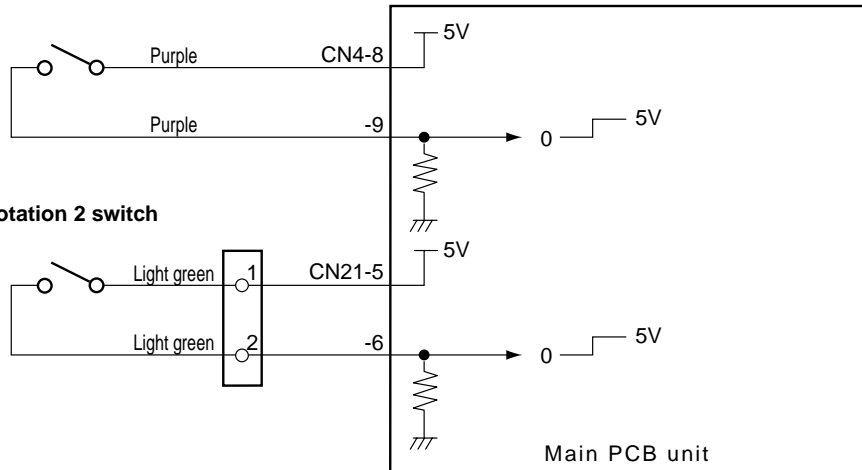 5V
Purple CN4-8
Purple -9 0 5V
otation 2 switch
5V
Light green 1 CN21-5
Light green 2 -6 0 5V
Main PCB unit